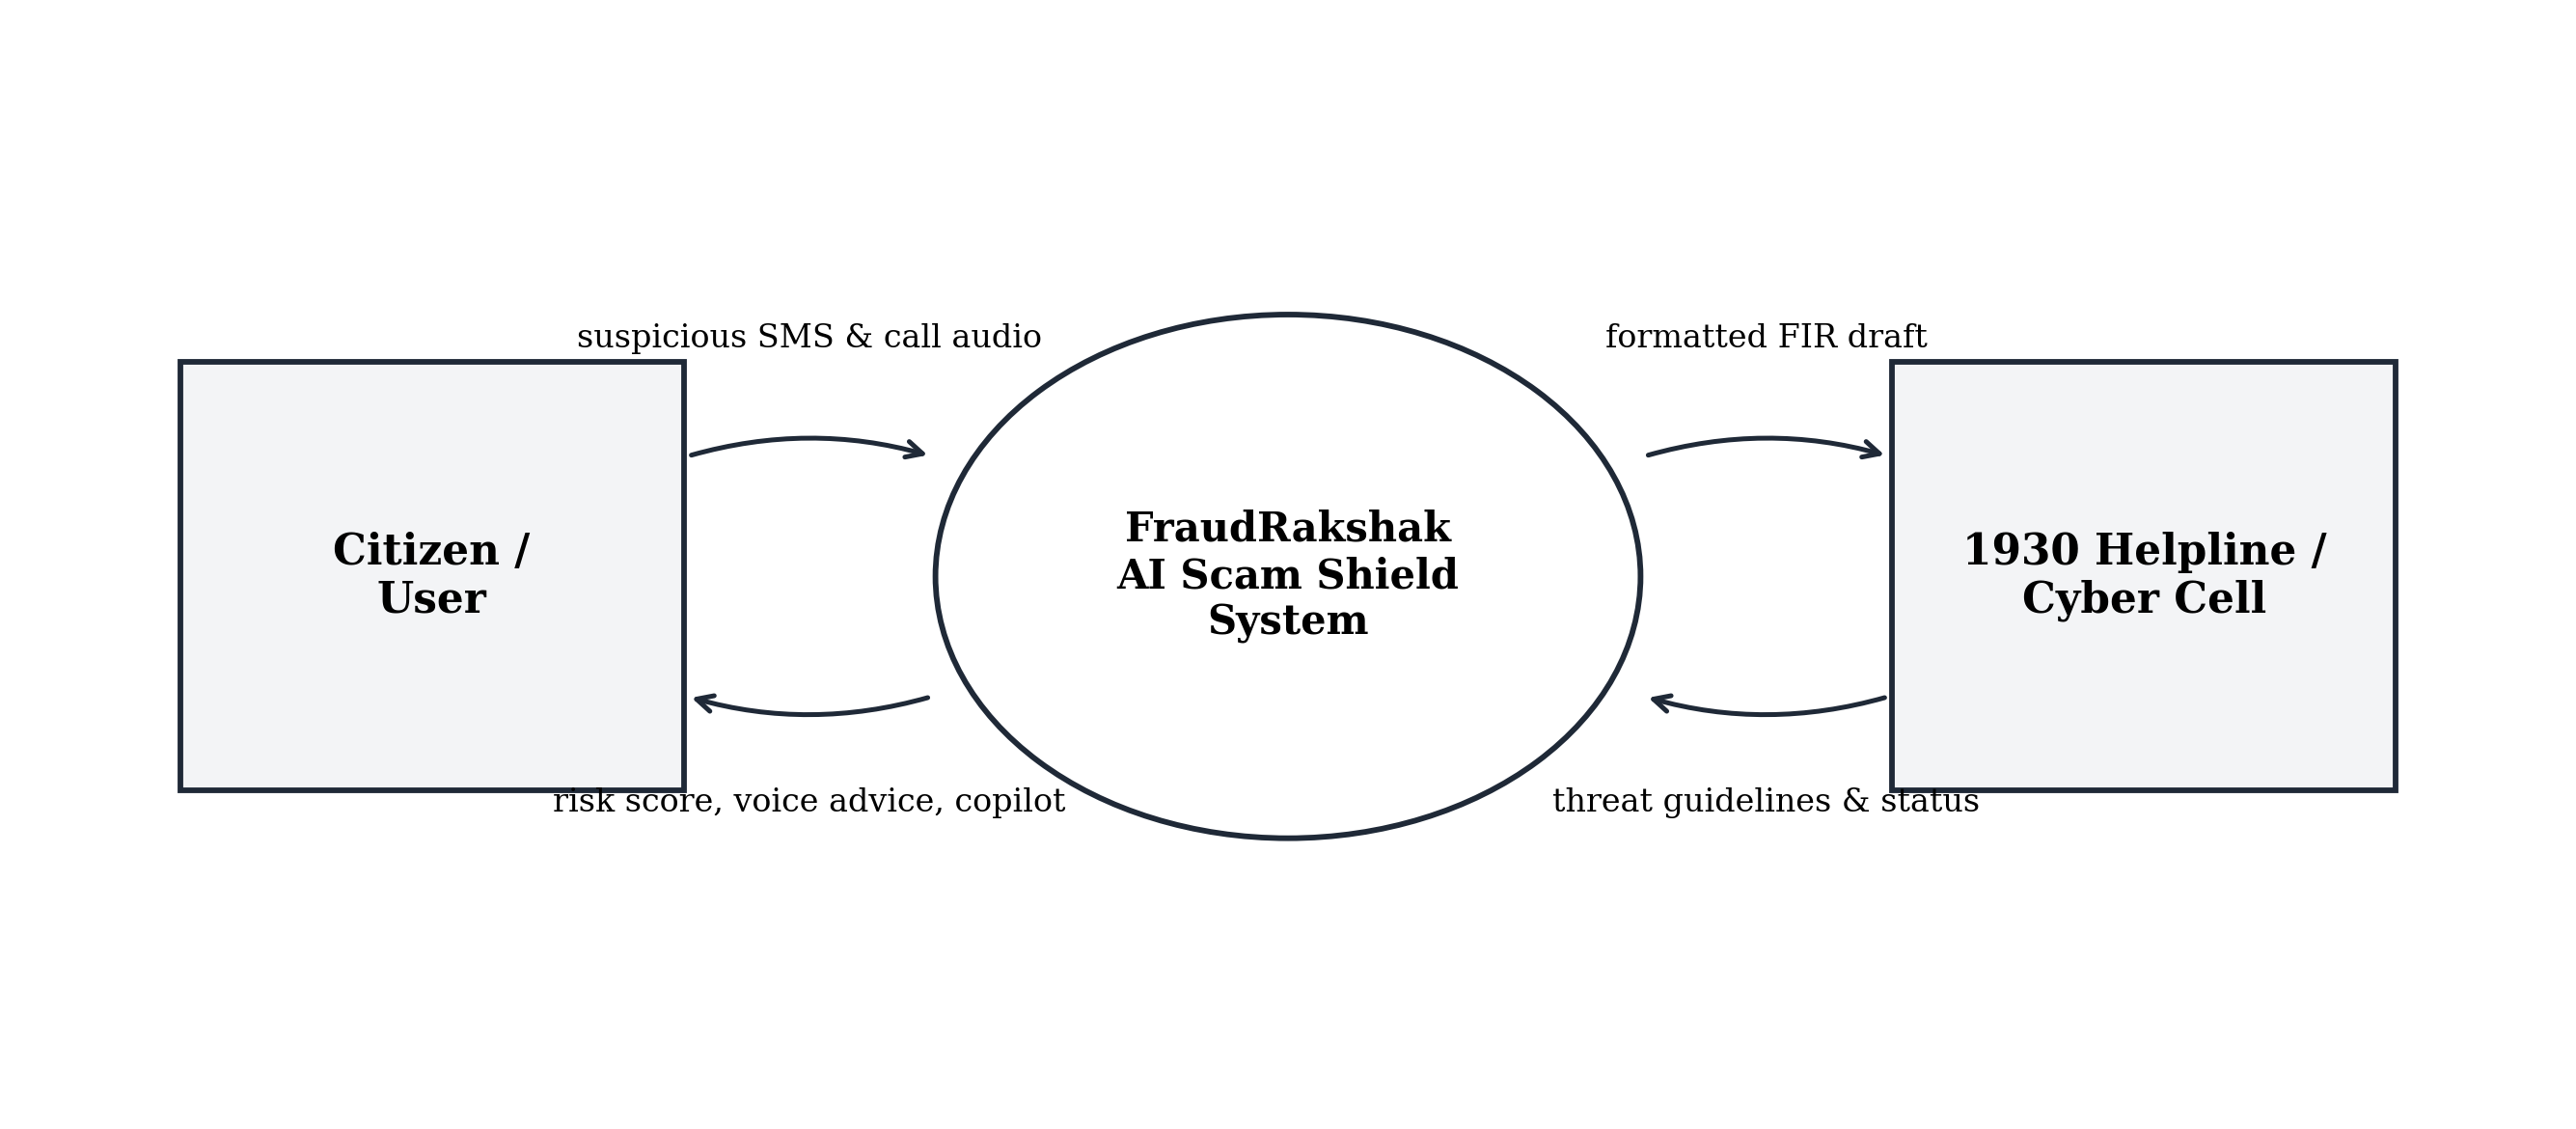 suspicious SMS & call audio
formatted FIR draft
Citizen /
User
FraudRakshak
AI Scam Shield
System
1930 Helpline /
Cyber Cell
risk score, voice advice, copilot
threat guidelines & status